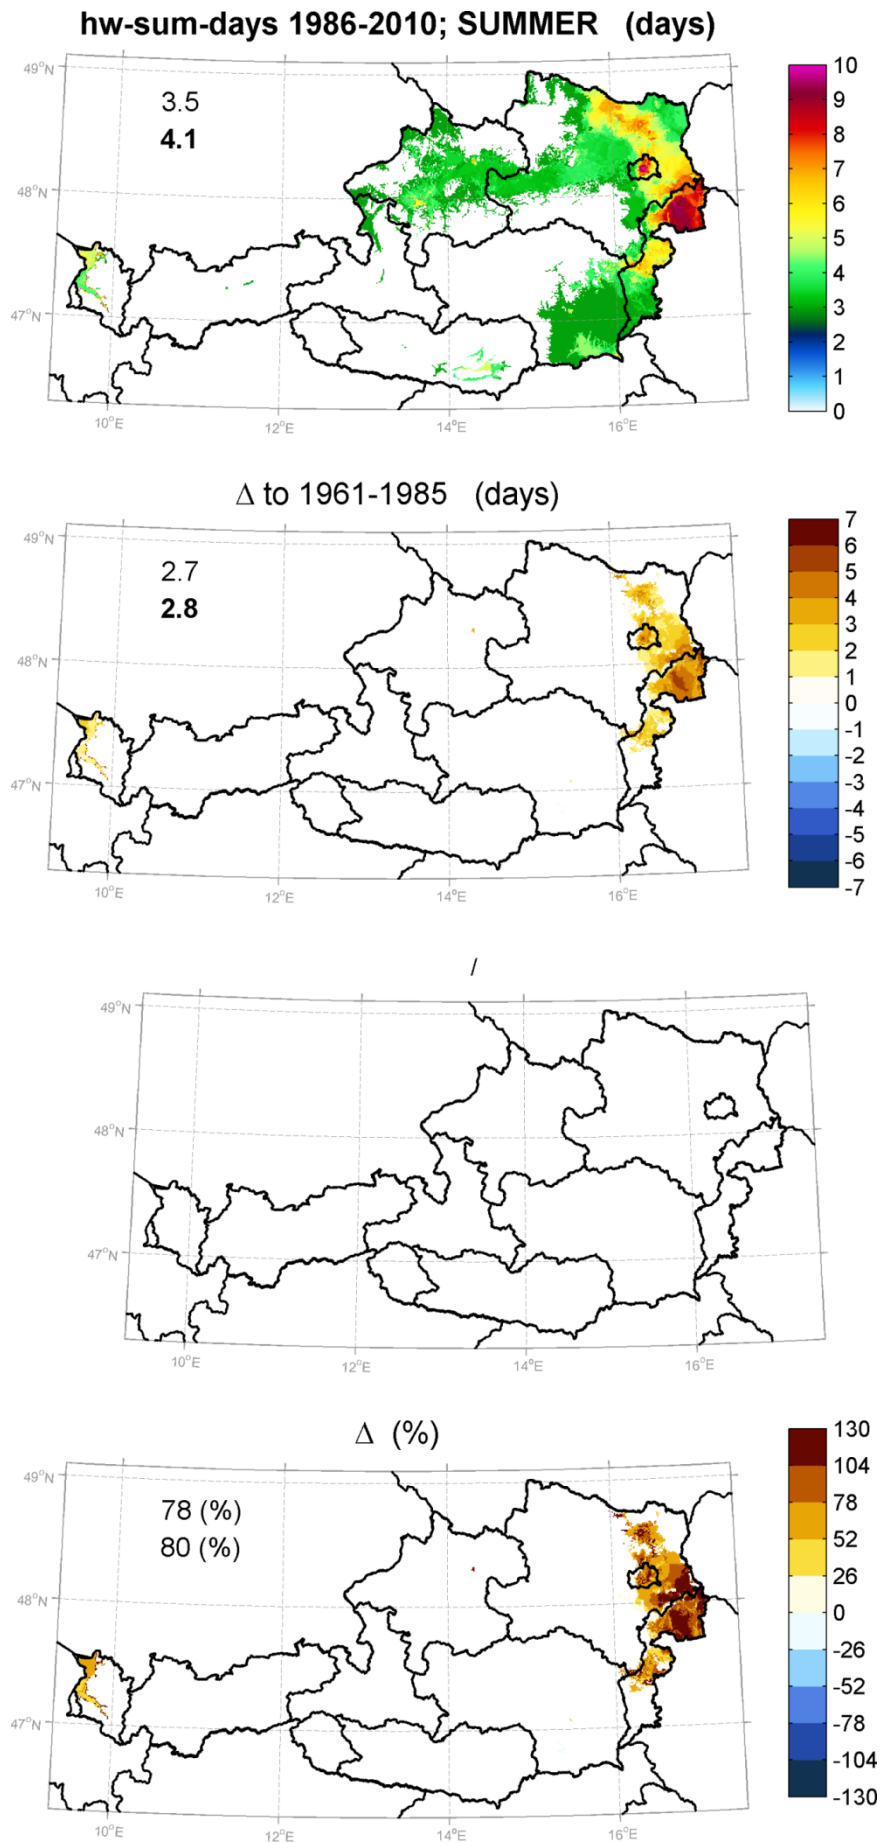 hw-sum-days 1986-2010; SUMMER (days)
3.5
4.1
49°N
48°N
47°N
10°E
12°E
14°E
16°E
10
9
8
7
6
5
4
3
2
1
0
Δ to 1961-1985 (days)
2.7
2.8
49°N
48°N
47°N
10°E
12°E
14°E
16°E
7
6
5
4
3
2
1
0
-1
-2
-3
-4
-5
-6
-7
/
49°N
48°N
47°N
10°E
12°E
14°E
16°E
Δ (%)
78 (%)
80 (%)
49°N
48°N
47°N
10°E
12°E
14°E
16°E
130
104
78
52
26
0
-26
-52
-78
-104
-130